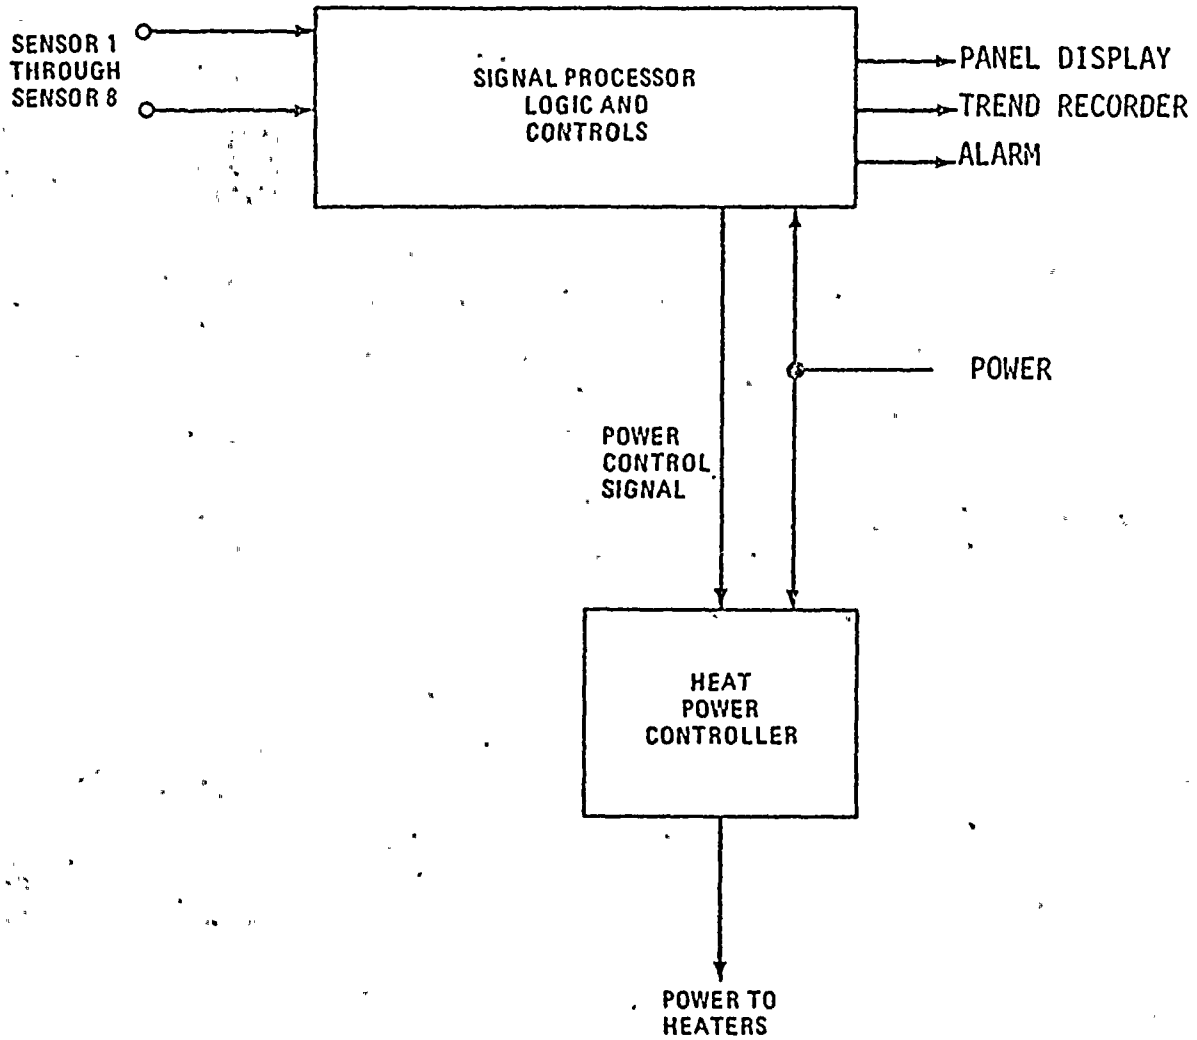 SENSOR 1
THROUGH
SENSOR 8
SIGNAL PROCESSOR
LOGIC AND
CONTROLS
PANEL DISPLAY
TREND RECORDER
ALARM
POWER
POWER
CONTROL
SIGNAL
HEAT
POWER
CONTROLLER
POWER TO
HEATERS